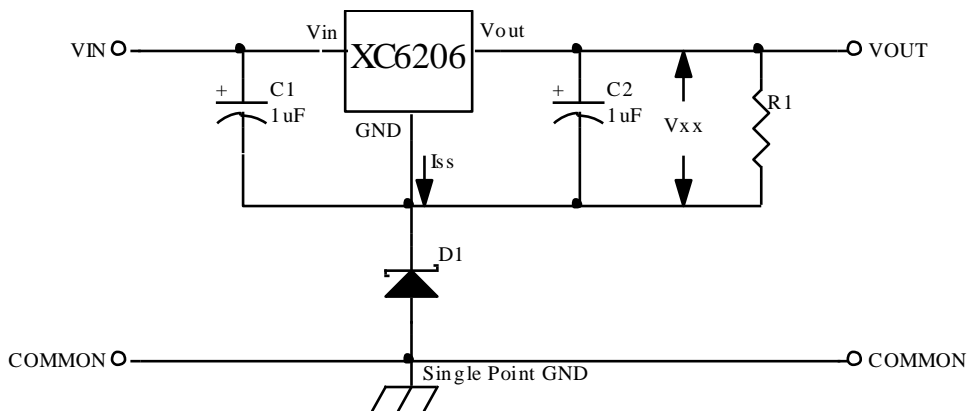 Vin
XC6206
Vout
VIN
VOUT
+
C1
1uF
GND
+
C2
1uF
Vxx
R1
Iss
D1
COMMON
COMMON
Single Point GND